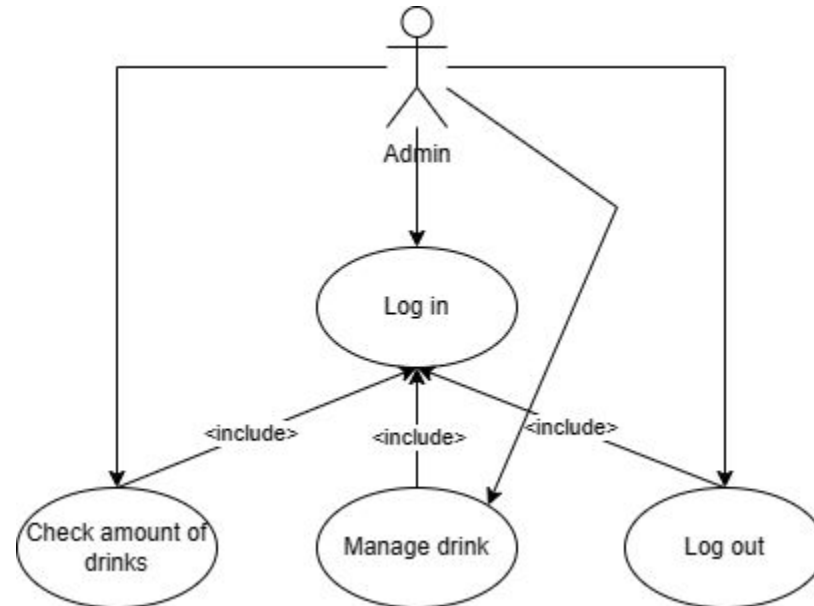 Admin
Log in
<include>
<include>
<include>
Check amount of
drinks
Manage drink
Log out